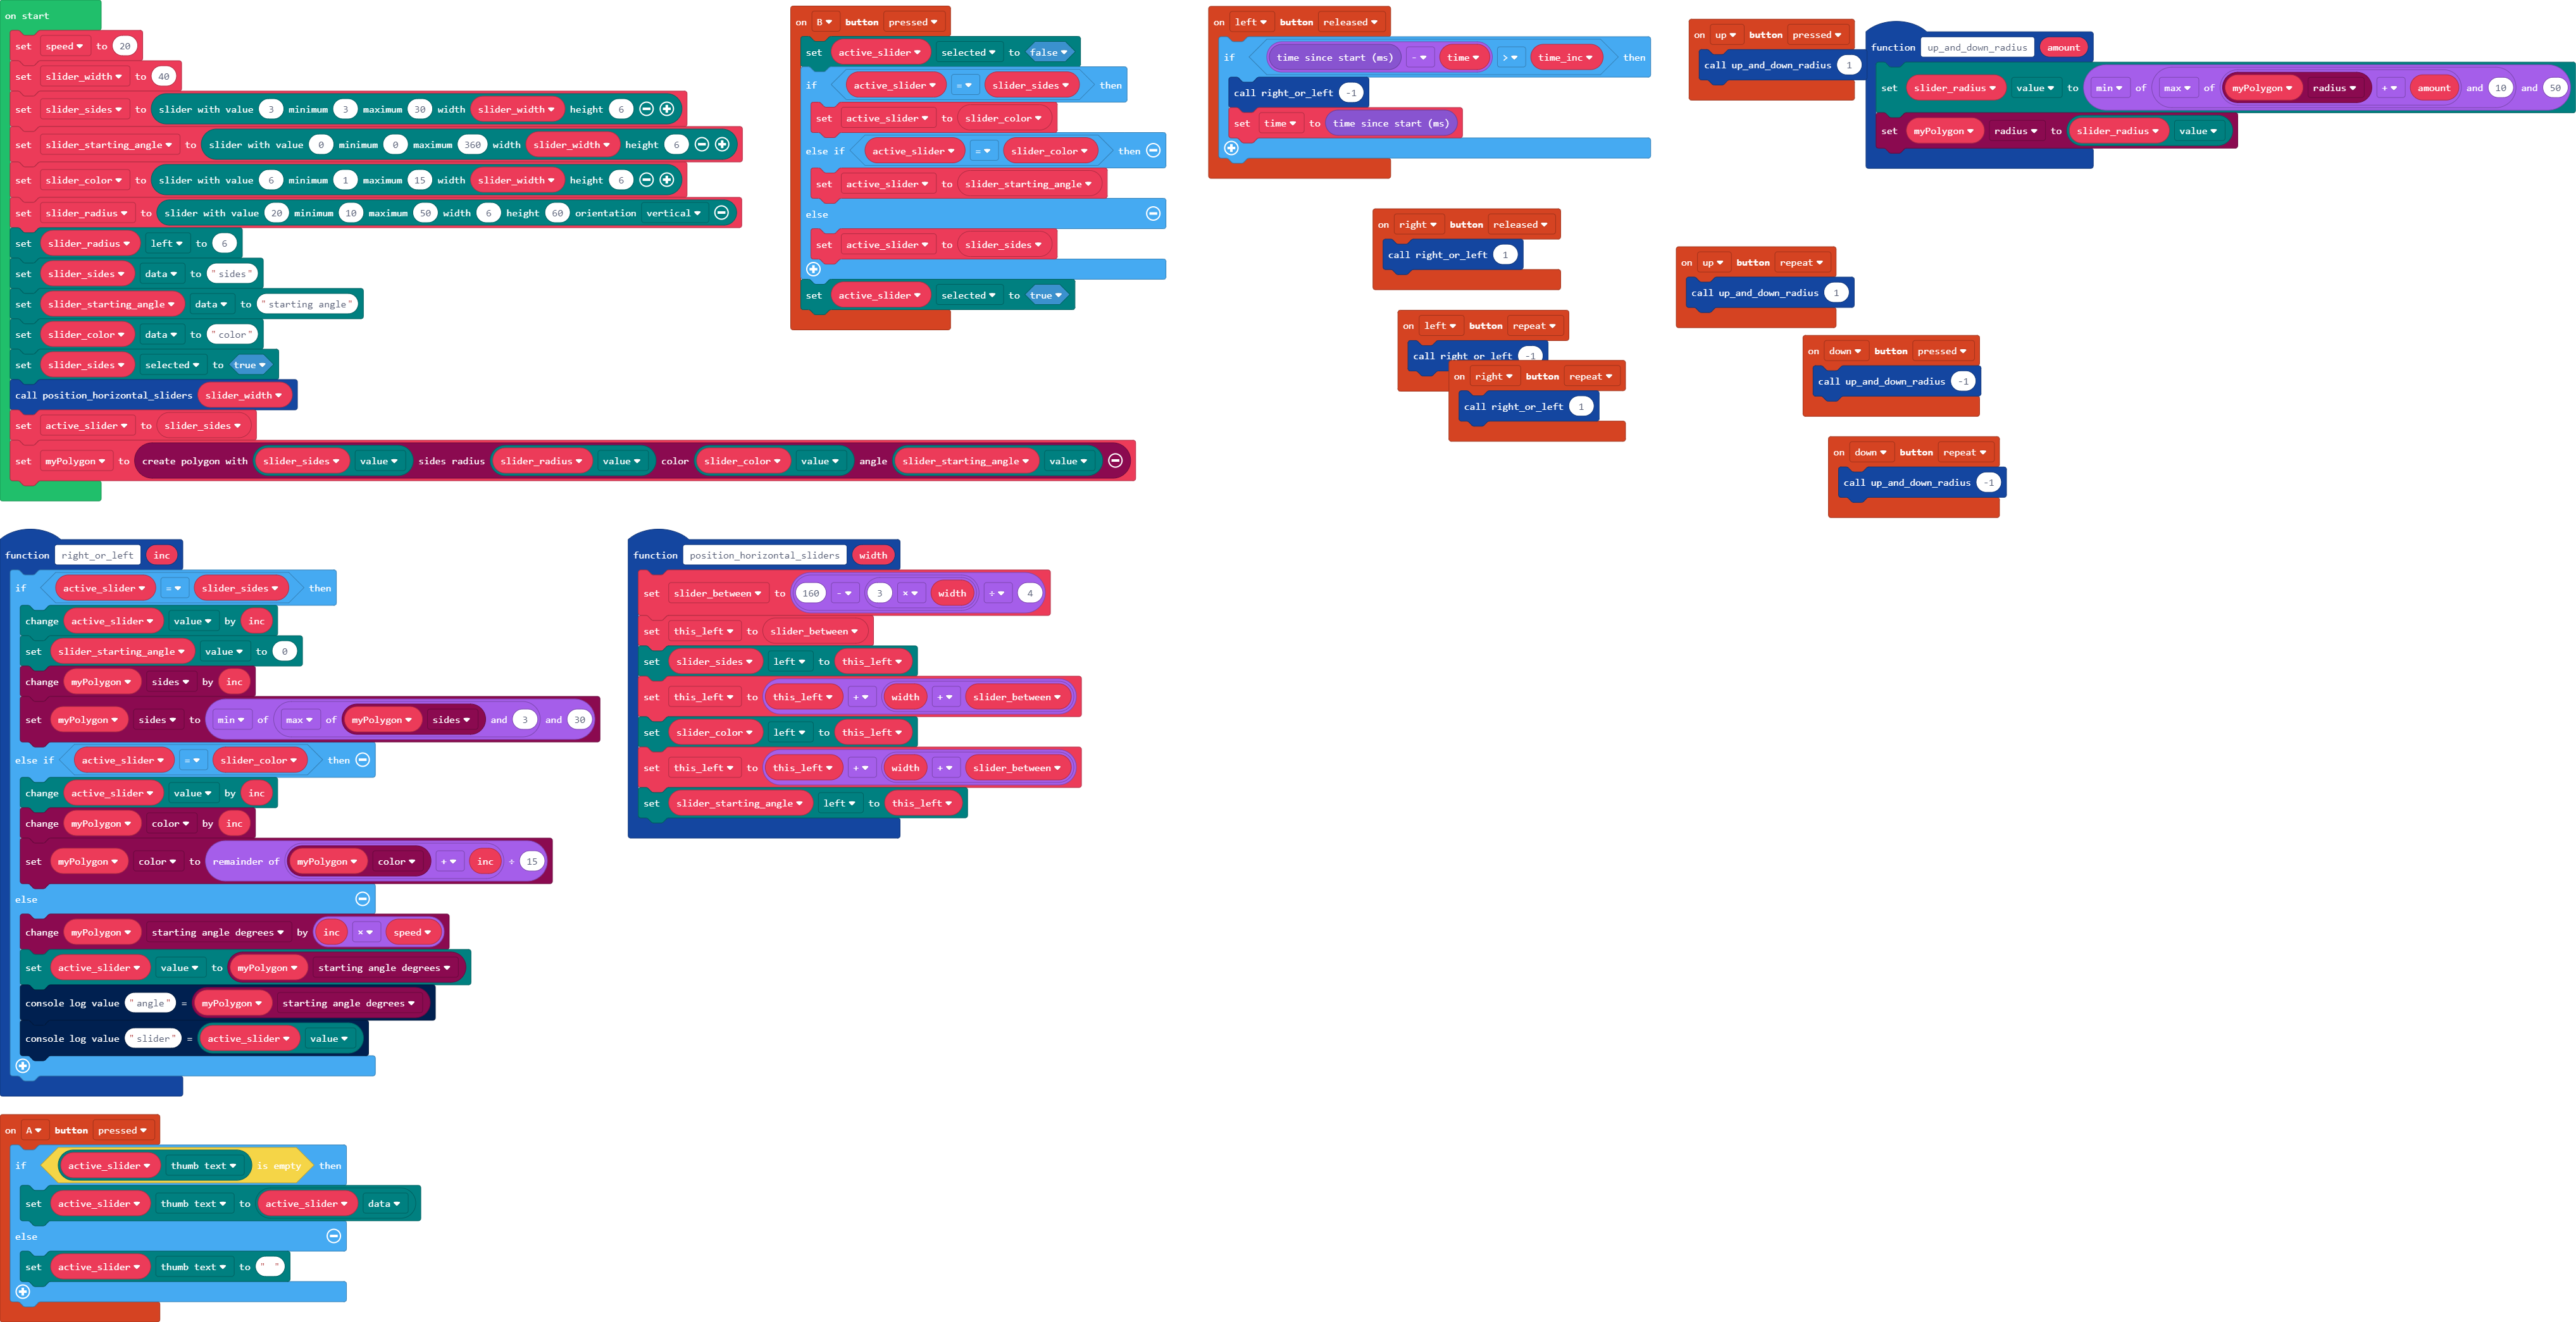 on start
set speed to 20
set slider_width to 40
set slider_sides to slider with value 3 minimum 3 maximum 30 width slider_width height 6
set slider_starting_angle to slider with value 0 minimum 0 maximum 360 width slider_width height 6
set slider_color to slider with value 6 minimum 1 maximum 15 width slider_width height 6
set slider_radius to slider with value 20 minimum 10 maximum 50 width 6 height 60 orientation vertical
set slider_radius left to 6
set slider_sides data to "sides"
set slider_starting_angle data to "starting angle"
set slider_color data to "color"
set slider_sides selected to true
call position_horizontal_sliders slider_width
set active_slider to slider_sides
set myPolygon to create polygon with slider_sides value sides radius slider_radius value color slider_color value angle slider_starting_angle value
on B button pressed
set active_slider selected to false
if active_slider = slider_sides then
set active_slider to slider_color
else if active_slider = slider_color then
set active_slider to slider_starting_angle
else
set active_slider to slider_sides
set active_slider selected to true
on left button released
if time since start (ms) - time > time_inc then
call right_or_left -1
set time to time since start (ms)
on right button released
call right_or_left 1
on left button repeat
call right or left -1
on right button repeat
call right_or_left 1
on up button pressed
call up_and_down_radius 1
function up_and_down_radius amount
set slider_radius value to min of max of myPolygon radius + amount and 10 and 50
set myPolygon radius to slider_radius value
on up button repeat
call up_and_down_radius 1
on down button pressed
call up_and_down_radius -1
on down button repeat
call up_and_down_radius -1
function right_or_left inc
if active_slider = slider_sides then
change active_slider value by inc
set slider_starting_angle value to 0
change myPolygon sides by inc
set myPolygon sides to min of max of myPolygon sides and 3 and 30
else if active_slider = slider_color then
change active_slider value by inc
change myPolygon color by inc
set myPolygon color to remainder of myPolygon color + inc ÷ 15
else
change myPolygon starting angle degrees by inc × speed
set active_slider value to myPolygon starting angle degrees
console log value "angle" = myPolygon starting angle degrees
console log value "slider" = active_slider value
function position_horizontal_sliders width
set slider_between to 160 - 3 × width ÷ 4
set this_left to slider_between
set slider_sides left to this_left
set this_left to this_left + width + slider_between
set slider_color left to this_left
set this_left to this_left + width + slider_between
set slider_starting_angle left to this_left
on A button pressed
if active_slider thumb text is empty then
set active_slider thumb text to active_slider data
else
set active_slider thumb text to " "